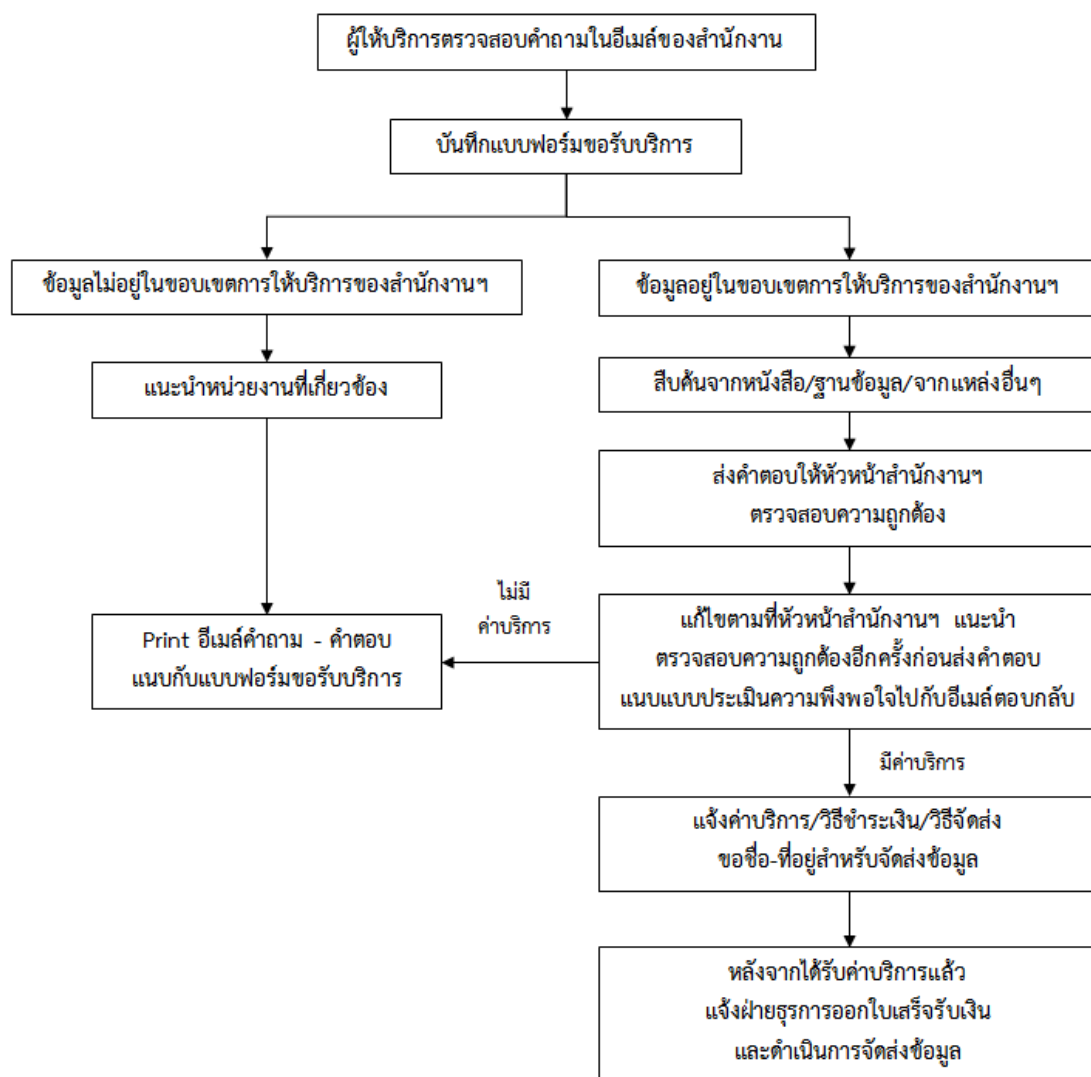 ผู้ให้บริการตรวจสอบคำถามในอีเมล์ของสำนักงาน
บันทึกแบบฟอร์มขอรับบริการ
ข้อมูลไม่อยู่ในขอบเขตการให้บริการของสำนักงานฯ
ข้อมูลอยู่ในขอบเขตการให้บริการของสำนักงานฯ
แนะนำหน่วยงานที่เกี่ยวข้อง
สืบค้นจากหนังสือ/ฐานข้อมูล/จากแหล่งอื่นๆ
ส่งคำตอบให้หัวหน้าสำนักงานฯ
ตรวจสอบความถูกต้อง
ไม่มี
ค่าบริการ
Print อีเมล์คำถาม - คำตอบ
แนบกับแบบฟอร์มขอรับบริการ
แก้ไขตามที่หัวหน้าสำนักงานฯ แนะนำ
ตรวจสอบความถูกต้องอีกครั้งก่อนส่งคำตอบ
แนบแบบประเมินความพึงพอใจไปกับอีเมล์ตอบกลับ
มีค่าบริการ
แจ้งค่าบริการ/วิธีชำระเงิน/วิธีจัดส่ง
ขอชื่อ-ที่อยู่สำหรับจัดส่งข้อมูล
หลังจากได้รับค่าบริการแล้ว
แจ้งฝ่ายธุรการออกใบเสร็จรับเงิน
และดำเนินการจัดส่งข้อมูล